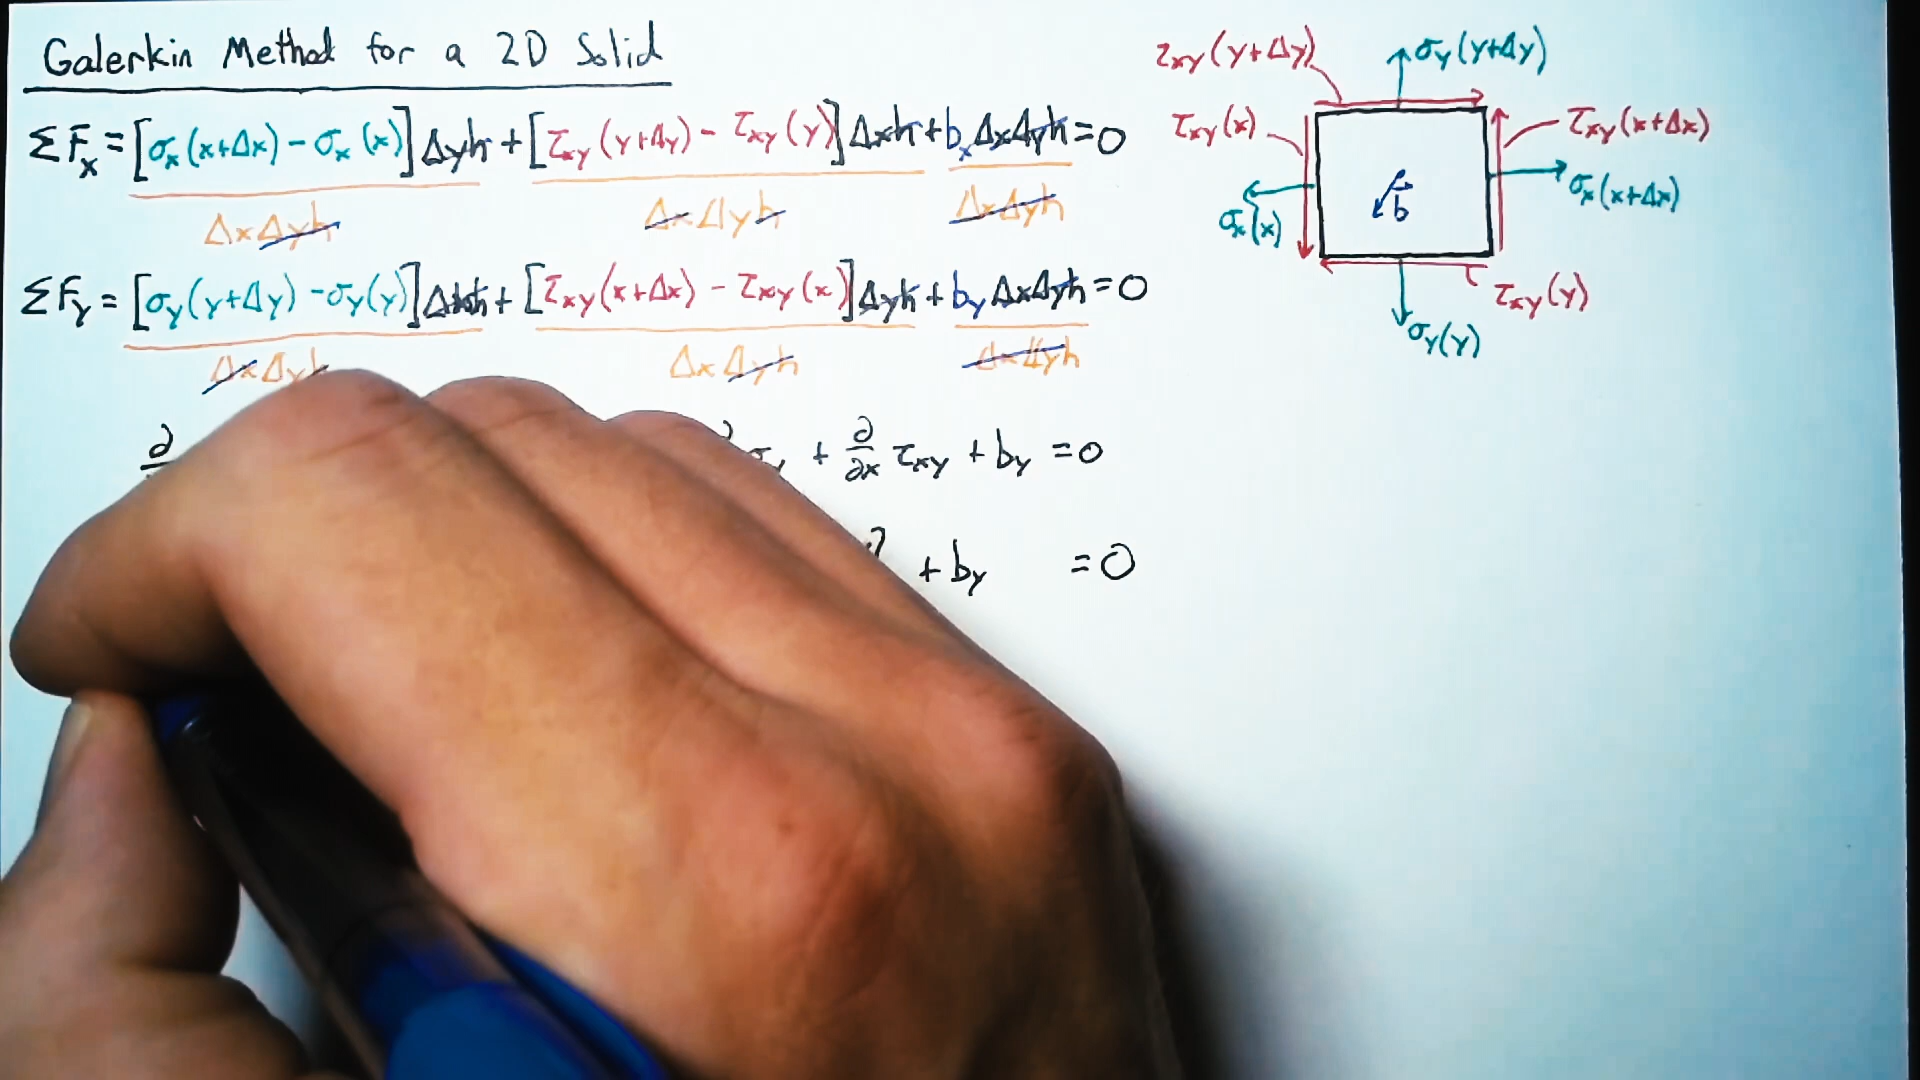 Galerkin Method for a 2D Solid
ΣFx = [σx(x+Δx) - σx(x)]Δyh + [τxy(y+Δy) - τxy(y)]Δxh + bxΔxΔyh = 0
ΔxΔyh ΔxΔyh ΔxΔyh
ΣFy = [σy(y+Δy) - σy(y)]Δxh + [τxy(x+Δx) - τxy(x)]Δyh + byΔxΔyh = 0
ΔxΔyh ΔxΔyh ΔxΔyh
∂ σy + ∂/∂x τxy + by = 0
+ by = 0
τxy(y+Δy)
σy(y+Δy)
τxy(x)
τxy(x+Δx)
σx(x)
b
σx(x+Δx)
τxy(y)
σy(y)